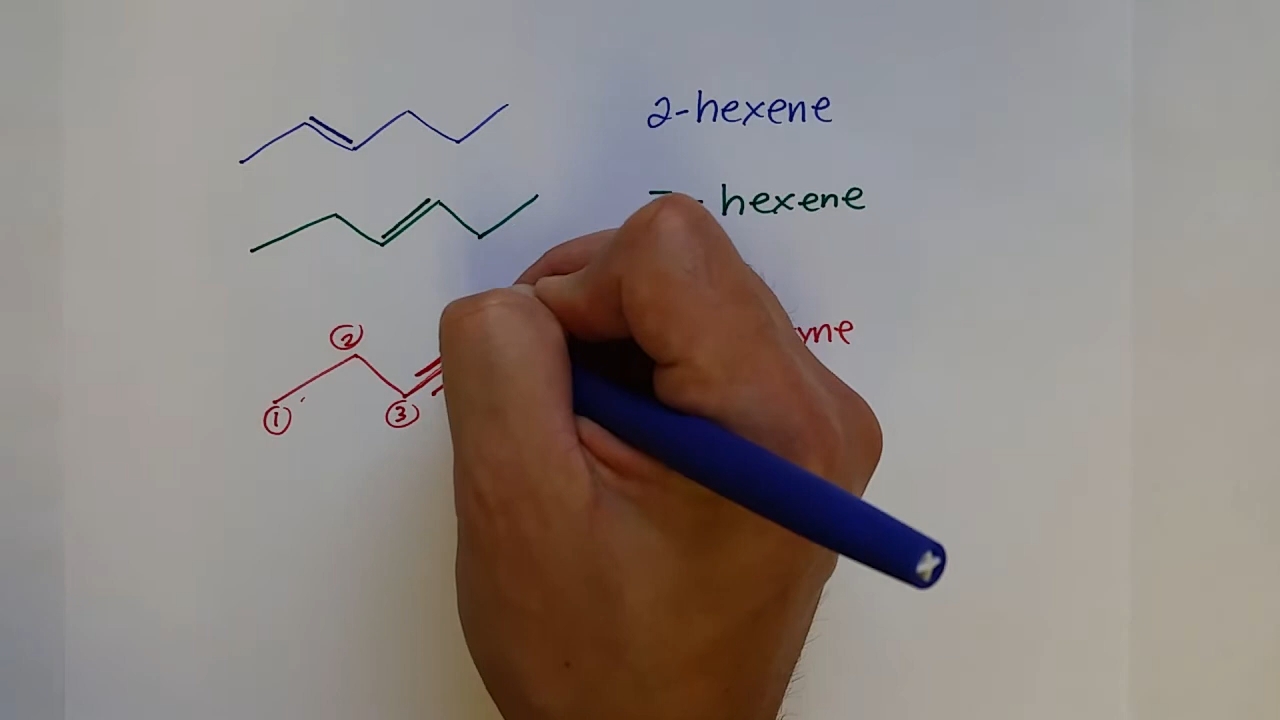 2-hexene
hexene
yne
②
① ③